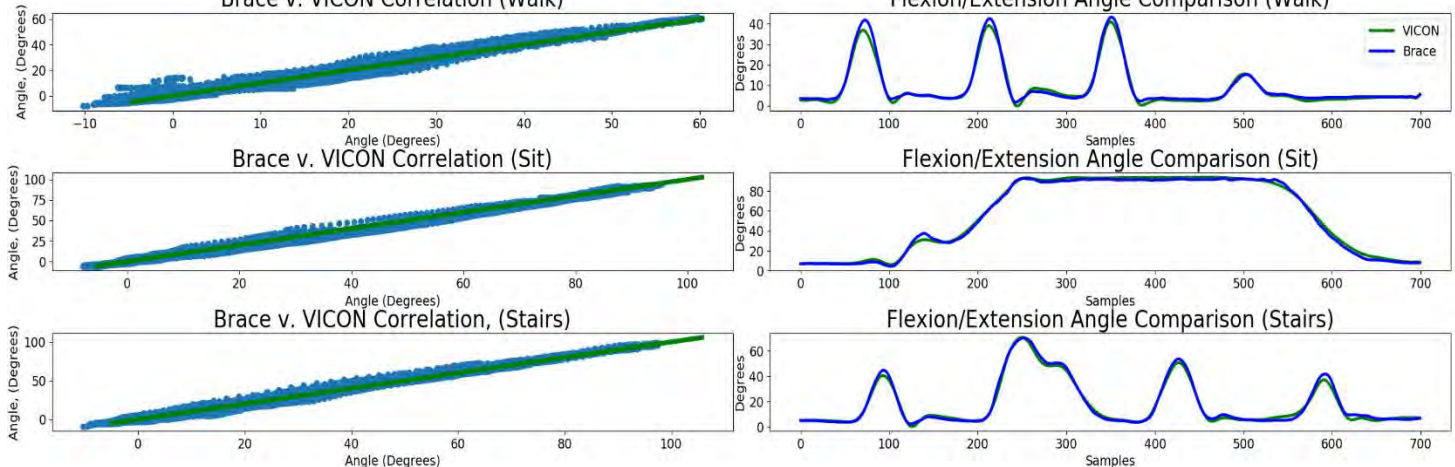 Brace v. VICON Correlation (Walk)
Angle, (Degrees)
60
40
20
0
−10 0 10 20 30 40 50 60
Angle (Degrees)
Flexion/Extension Angle Comparison (Walk)
Degrees
40
30
20
10
0
VICON
Brace
0 100 200 300 400 500 600 700
Samples
Brace v. VICON Correlation (Sit)
Angle, (Degrees)
100
75
50
25
0
0 20 40 60 80 100
Angle (Degrees)
Flexion/Extension Angle Comparison (Sit)
Degrees
80
60
40
20
0
0 100 200 300 400 500 600 700
Samples
Brace v. VICON Correlation, (Stairs)
Angle, (Degrees)
100
50
0
0 20 40 60 80 100
Angle (Degrees)
Flexion/Extension Angle Comparison (Stairs)
Degrees
60
40
20
0
0 100 200 300 400 500 600 700
Samples